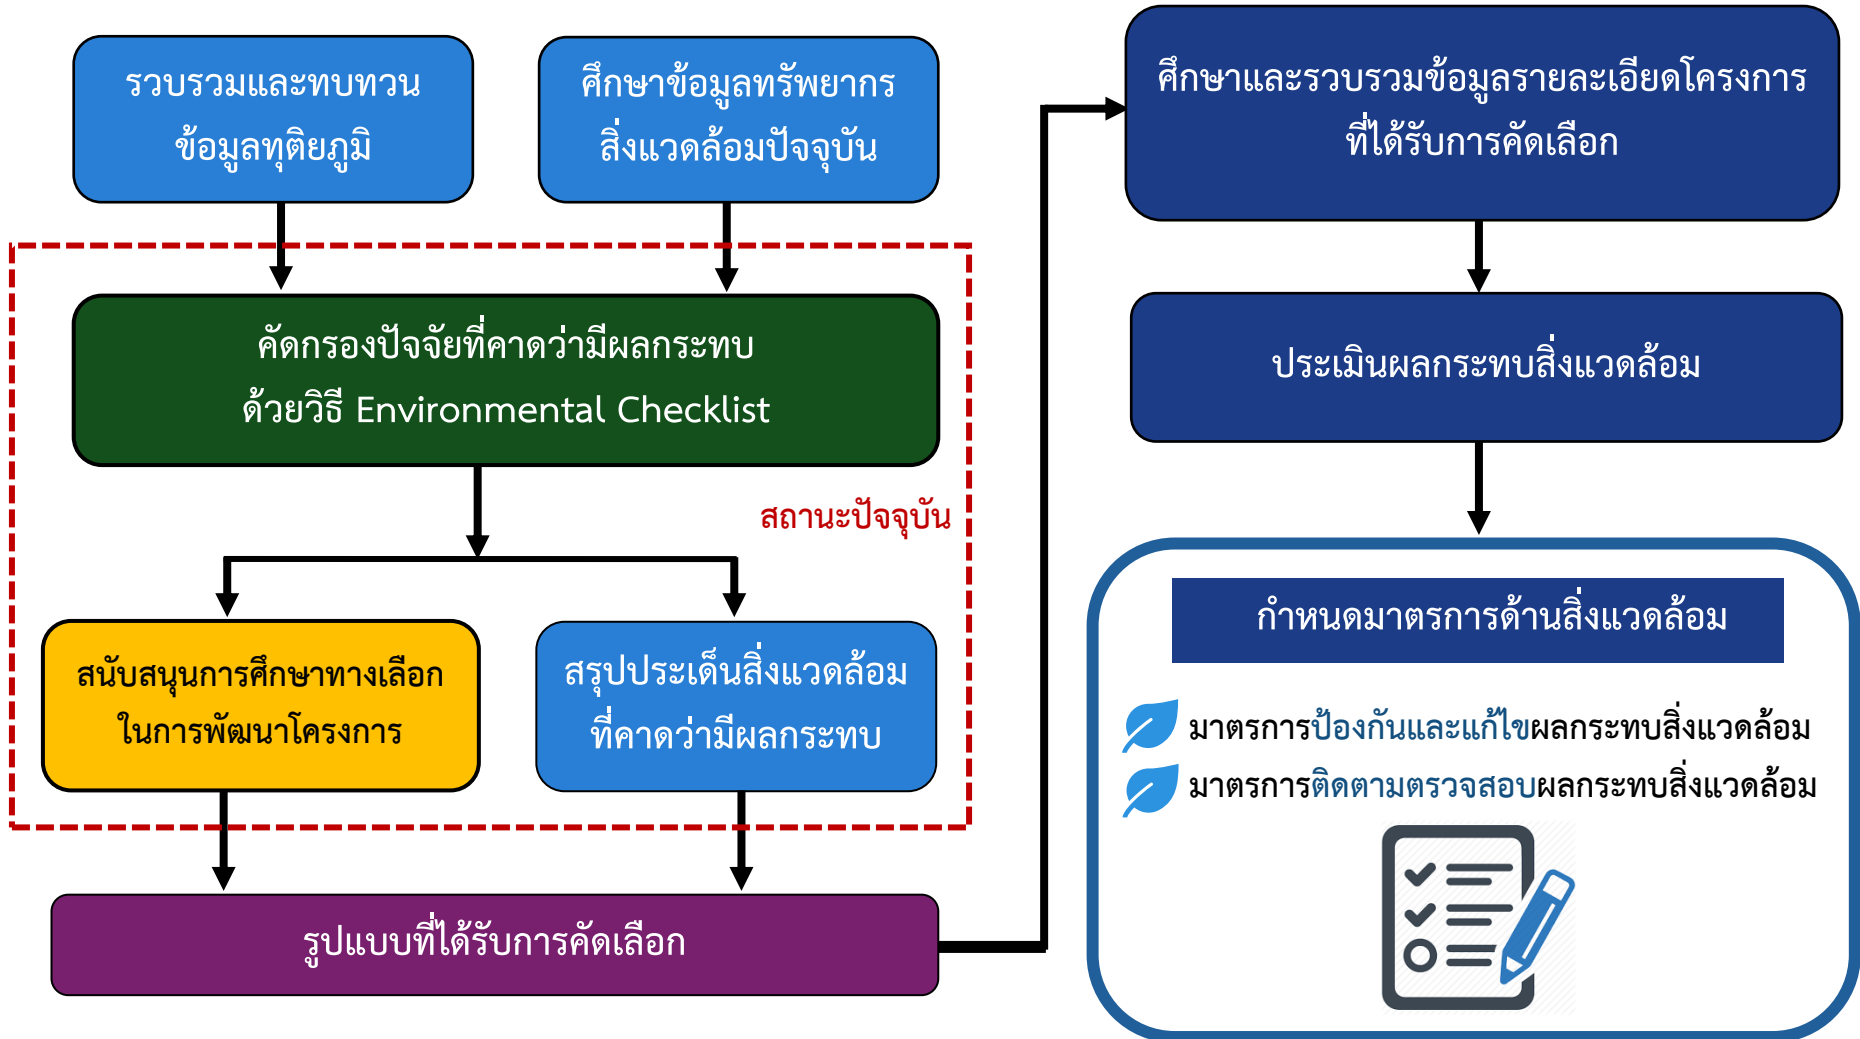 รวบรวมและทบทวน
ข้อมูลทุติยภูมิ
ศึกษาข้อมูลทรัพยากร
สิ่งแวดล้อมปัจจุบัน
คัดกรองปัจจัยที่คาดว่ามีผลกระทบ
ด้วยวิธี Environmental Checklist
สถานะปัจจุบัน
สนับสนุนการศึกษาทางเลือก
ในการพัฒนาโครงการ
สรุปประเด็นสิ่งแวดล้อม
ที่คาดว่ามีผลกระทบ
รูปแบบที่ได้รับการคัดเลือก
ศึกษาและรวบรวมข้อมูลรายละเอียดโครงการ
ที่ได้รับการคัดเลือก
ประเมินผลกระทบสิ่งแวดล้อม
กำหนดมาตรการด้านสิ่งแวดล้อม
มาตรการป้องกันและแก้ไขผลกระทบสิ่งแวดล้อม
มาตรการติดตามตรวจสอบผลกระทบสิ่งแวดล้อม